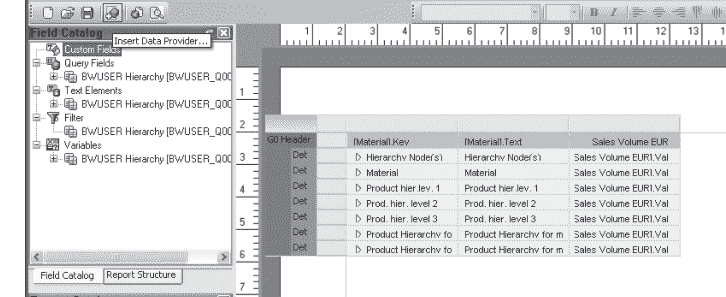 B I
Field Catalog
Insert Data Provider...
1 2 3 4 5 6 7 8 9 10 11 12 13
Custom Fields
Query Fields
BWUSER Hierarchy [BWUSER_Q00
Text Elements
BWUSER Hierarchy [BWUSER_Q00
Filter
BWUSER Hierarchy [BWUSER_Q00
Variables
BWUSER Hierarchy [BWUSER_Q00
Field Catalog Report Structure
1
2
3
4
5
6
7
G0 Header [Material].Key [Material].Text Sales Volume EUR
Det Hierarchy Node(s) Hierarchy Node(s) Sales Volume EUR].Val
Det Material Material Sales Volume EUR].Val
Det Product hier.lev. 1 Product hier.lev. 1 Sales Volume EUR].Val
Det Prod. hier. level 2 Prod. hier. level 2 Sales Volume EUR].Val
Det Prod. hier. level 3 Prod. hier. level 3 Sales Volume EUR].Val
Det Product Hierarchy fo Product Hierarchy for m Sales Volume EUR].Val
Det Product Hierarchy fo Product Hierarchy for m Sales Volume EUR].Val